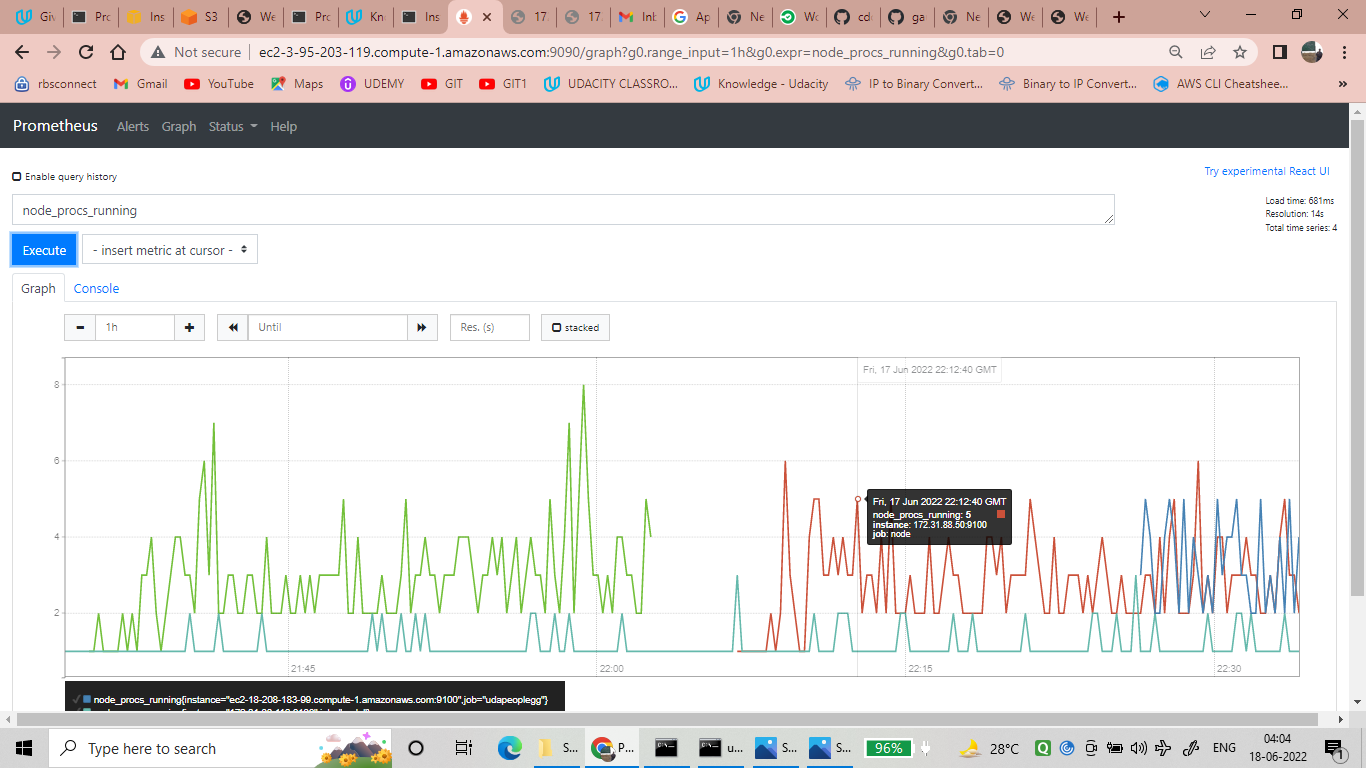 Giv
Pro
Ins
S3
We
Pro
Kno
Ins
17.
17.
Inb
Ap
Ne
Wo
cde
gar
Ne
We
We
Not secure
ec2-3-95-203-119.compute-1.amazonaws.com:9090/graph?g0.range_input=1h&g0.expr=node_procs_running&g0.tab=0
rbsconnect
Gmail
YouTube
Maps
UDEMY
GIT
GIT1
UDACITY CLASSRO...
Knowledge - Udacity
IP to Binary Convert...
Binary to IP Convert...
AWS CLI Cheatshee...
Prometheus Alerts Graph Status Help
Enable query history
Try experimental React UI
node_procs_running
Load time: 681ms
Resolution: 14s
Total time series: 4
Execute
- insert metric at cursor -
Graph Console
- 1h + Until Res. (s) stacked
Fri, 17 Jun 2022 22:12:40 GMT
8
6
4
2
Fri, 17 Jun 2022 22:12:40 GMT
node_procs_running: 5
instance: 172.31.88.50:9100
job: node
21:45 22:00 22:15 22:30
node_procs_running{instance="ec2-18-208-183-99.compute-1.amazonaws.com:9100",job="udapeoplegg"}
Type here to search
S...
P...
u...
S...
S...
96%
28°C
ENG
04:04
18-06-2022
1